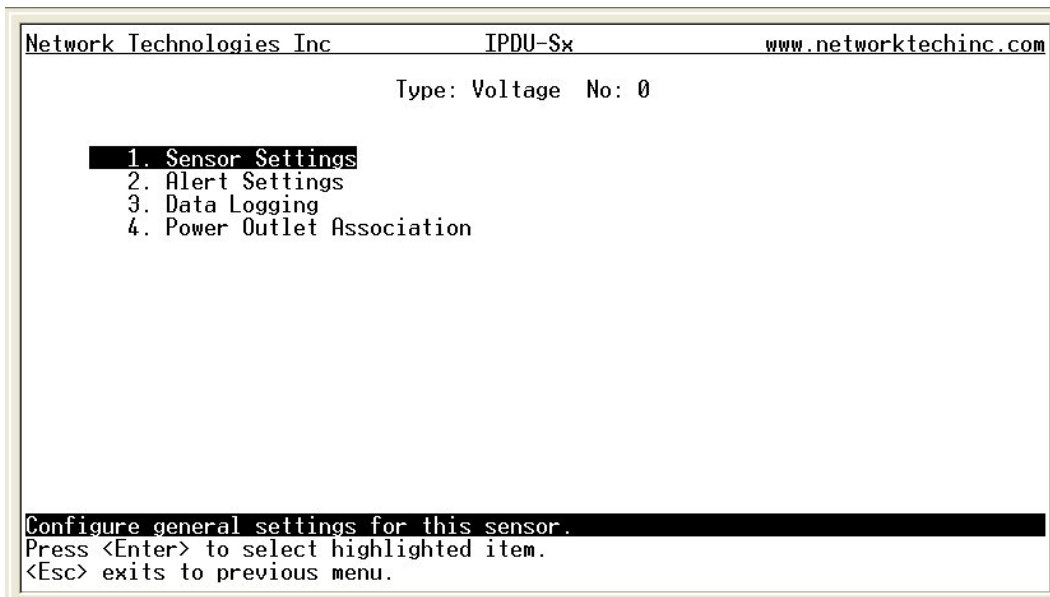 Network Technologies Inc IPDU-Sx www.networktechinc.com
Type: Voltage No: 0
1. Sensor Settings
2. Alert Settings
3. Data Logging
4. Power Outlet Association
Configure general settings for this sensor.
Press <Enter> to select highlighted item.
<Esc> exits to previous menu.